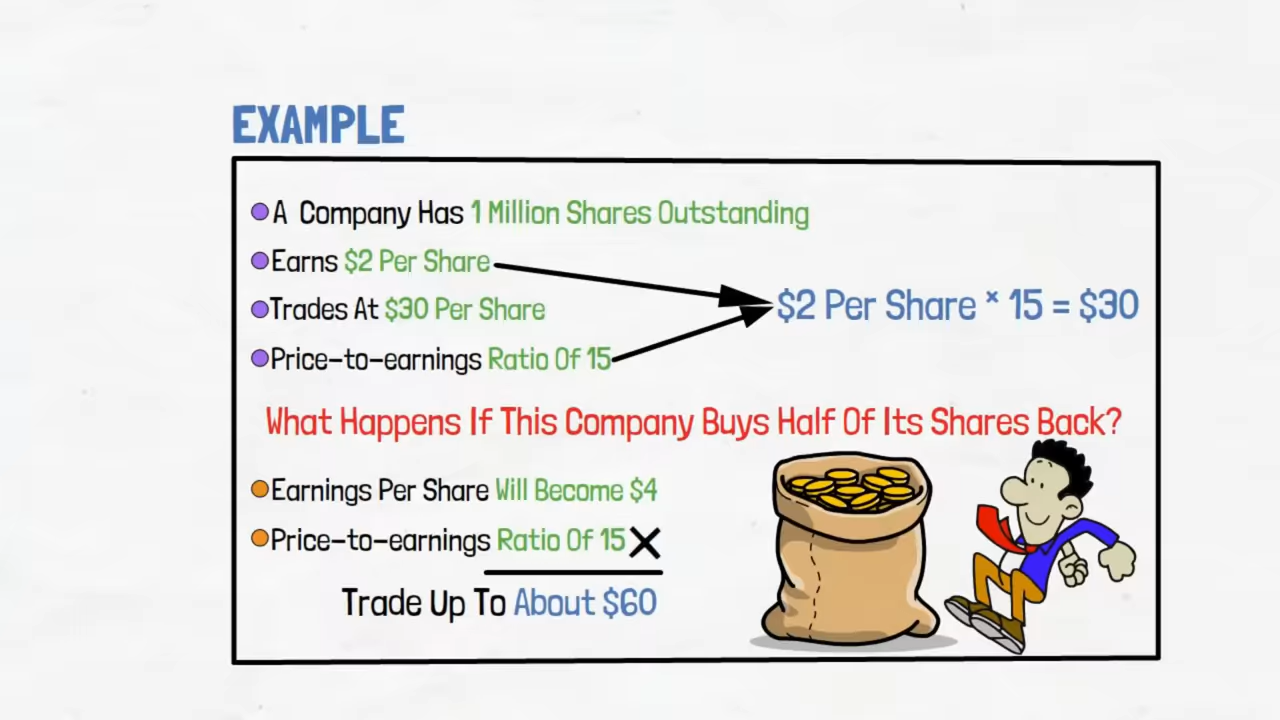 EXAMPLE
A Company Has 1 Million Shares Outstanding
Earns $2 Per Share
Trades At $30 Per Share
Price-to-earnings Ratio Of 15
$2 Per Share × 15 = $30
What Happens If This Company Buys Half Of Its Shares Back?
Earnings Per Share Will Become $4
Price-to-earnings Ratio Of 15 ×
Trade Up To About $60